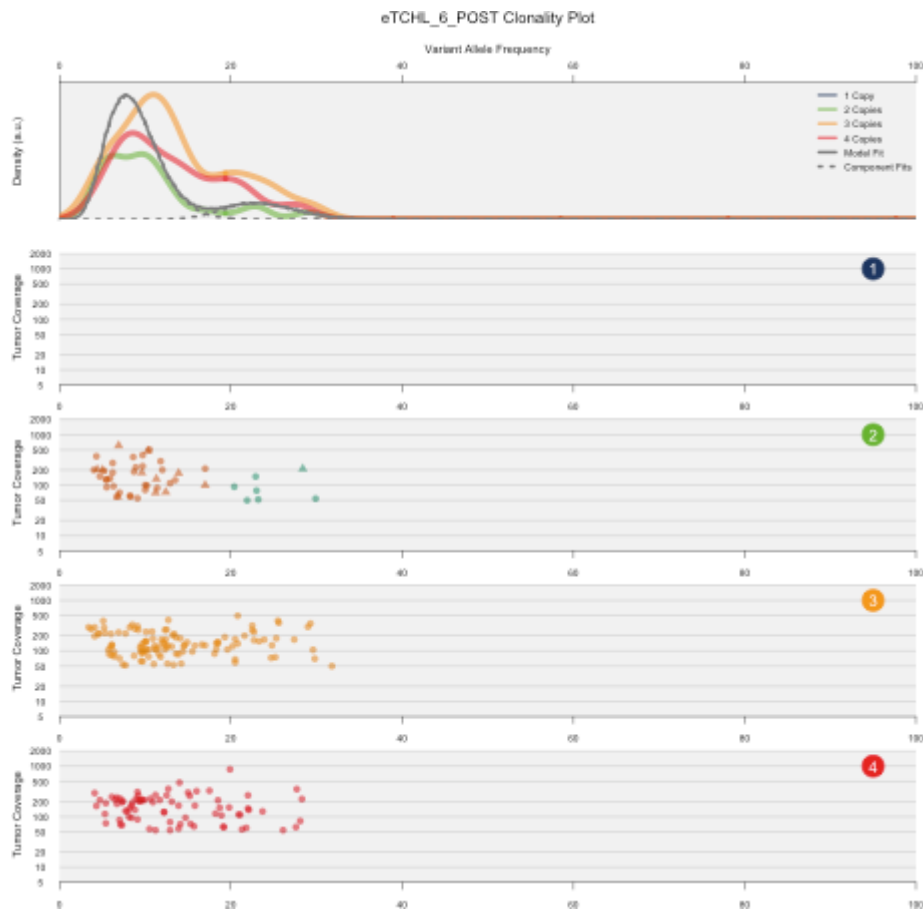 eTCHL_6_POST Clonality Plot
Variant Allele Frequency
0 20 40 60 80 100
Density (a.u.)
1 Copy
2 Copies
3 Copies
4 Copies
Model Fit
Component Fits
Tumor Coverage
2000
1000
500
200
100
50
20
10
5
1
0 20 40 60 80 100
Tumor Coverage
2000
1000
500
200
100
50
20
10
5
2
0 20 40 60 80 100
Tumor Coverage
2000
1000
500
200
100
50
20
10
5
3
0 20 40 60 80 100
Tumor Coverage
2000
1000
500
200
100
50
20
10
5
4
0 20 40 60 80 100